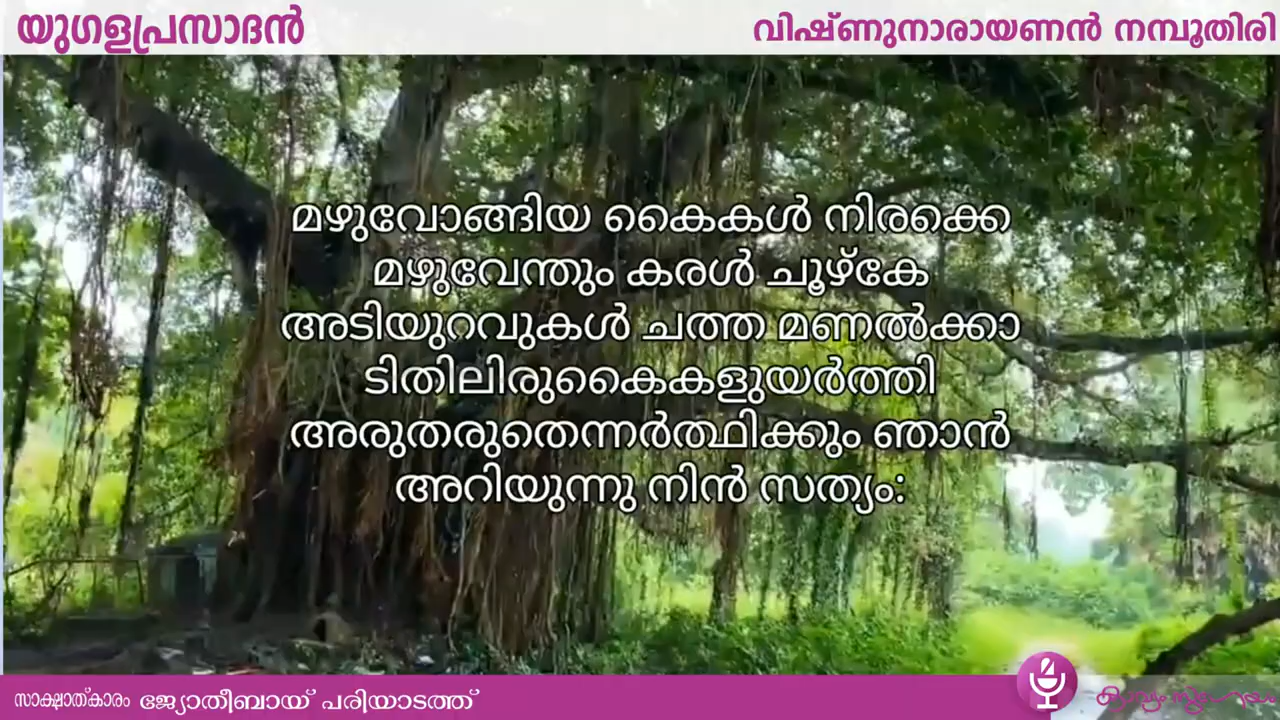 യുഗളപ്രസാദൻ
വിഷ്ണുനാരായണൻ നമ്പൂതിരി
മഴുവോങ്ങിയ കൈകൾ നിരക്കെ
മഴുവേന്തും കരൾ ചൂഴ്കേ
അടിയുറവുകൾ ചത്ത മണൽക്കാ
ടിതിലിരുകൈകളുയർത്തി
അരുതരുതെന്നർത്ഥിക്കും ഞാൻ
അറിയുന്നു നിൻ സത്യം:
സാക്ഷാത്കാരം ജ്യോതീബായ് പരിയാടത്ത്